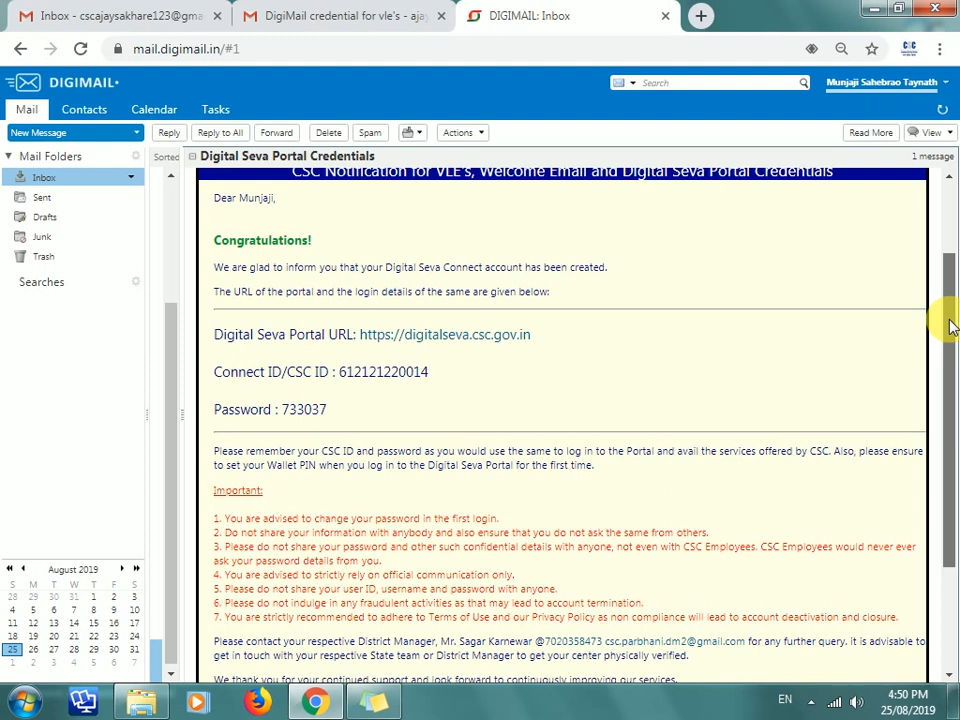 Inbox - cscajaysakhare123@gma
DigiMail credential for vle's - ajay
DIGIMAIL: Inbox
mail.digimail.in/#1
CSC
DIGIMAIL
Search
Munjaji Sahebrao Taynath
Mail
Contacts
Calendar
Tasks
New Message
Reply
Reply to All
Forward
Delete
Spam
Actions
Read More
View
Mail Folders
Sorted
Digital Seva Portal Credentials
1 message
Inbox
Sent
Drafts
Junk
Trash
Searches
CSC Notification for VLE's, Welcome Email and Digital Seva Portal Credentials
Dear Munjaji,
Congratulations!
We are glad to inform you that your Digital Seva Connect account has been created.
The URL of the portal and the login details of the same are given below:
Digital Seva Portal URL: https://digitalseva.csc.gov.in
Connect ID/CSC ID : 612121220014
Password : 733037
Please remember your CSC ID and password as you would use the same to log in to the Portal and avail the services offered by CSC. Also, please ensure
to set your Wallet PIN when you log in to the Digital Seva Portal for the first time.
Important:
1. You are advised to change your password in the first login.
2. Do not share your information with anybody and also ensure that you do not ask the same from others.
3. Please do not share your password and other such confidential details with anyone, not even with CSC Employees. CSC Employees would never ever
ask your password details from you.
4. You are advised to strictly rely on official communication only.
5. Please do not share your user ID, username and password with anyone.
6. Please do not indulge in any fraudulent activities as that may lead to account termination.
7. You are strictly recommended to adhere to Terms of Use and our Privacy Policy as non compliance will lead to account deactivation and closure.
Please contact your respective District Manager, Mr. Sagar Karnewar @7020358473 csc.parbhani.dm2@gmail.com for any further query. it is advisable to
get in touch with your respective State team or District Manager to get your center physically verified.
We thank you for your continued support and look forward to continuously improving our services.
August 2019
S M T W T F S
28 29 30 31 1 2 3
4 5 6 7 8 9 10
11 12 13 14 15 16 17
18 19 20 21 22 23 24
25 26 27 28 29 30 31
1 2 3 4 5 6 7
EN
4:50 PM
25/08/2019